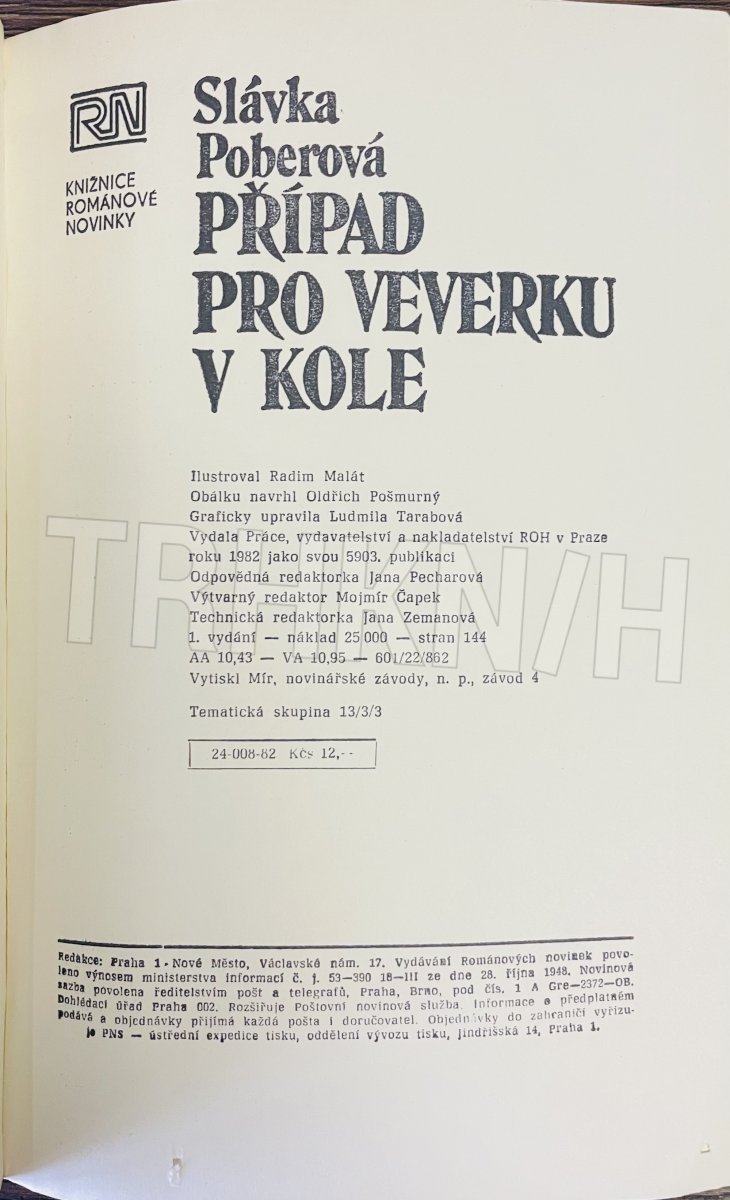 RN
KNIŽNICE
ROMÁNOVÉ
NOVINKY
Slávka
Poberová
PŘÍPAD
PRO VEVERKU
V KOLE
Ilustroval Radim Malát
Obálku navrhl Oldřich Pošmurný
Graficky upravila Ludmila Tarabová
Vydala Práce, vydavatelství a nakladatelství ROH v Praze
roku 1982 jako svou 5903. publikaci
Odpovědná redaktorka Jana Pecharová
Výtvarný redaktor Mojmír Čapek
Technická redaktorka Jana Zemanová
1. vydání — náklad 25 000 — stran 144
AA 10,43 — VA 10,95 — 601/22/862
Vytiskl Mír, novinářské závody, n. p., závod 4
Tematická skupina 13/3/3
24-008-82 Kčs 12,--
TRHKN/H
Redakce: Praha 1 - Nové Město, Václavské nám. 17. Vydávání Románových novinek povo-
leno výnosem ministerstva informací č. j. 53—390 18—III ze dne 28. října 1948. Novinová
sazba povolena ředitelstvím pošt a telegrafů, Praha, Brno, pod čís. 1 A Gre—2372—OB.
Dohlédací úřad Praha 002. Rozšiřuje Poštovní novinová služba. Informace o předplatném
podává a objednávky přijímá každá pošta i doručovatel. Objednávky do zahraničí vyřizu-
je PNS — ústřední expedice tisku, oddělení vývozu tisku, Jindřišská 14, Praha 1.